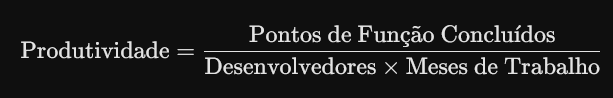 Produtividade = Pontos de Função Concluídos
Desenvolvedores × Meses de Trabalho